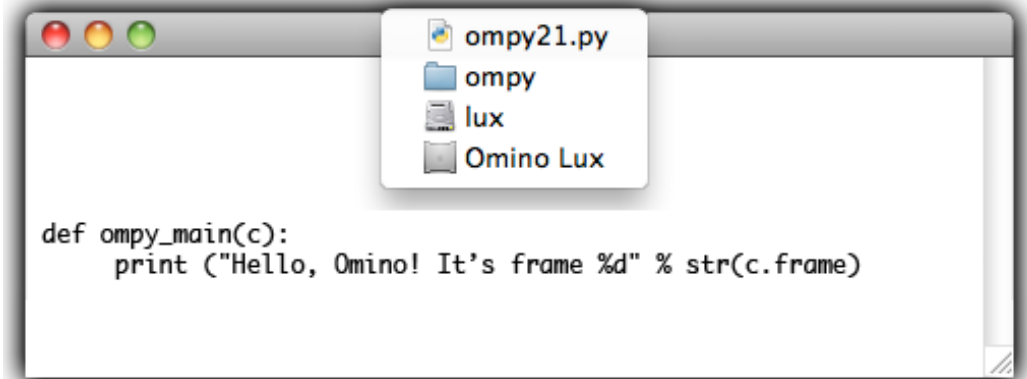 ompy21.py
ompy
lux
Omino Lux
def ompy_main(c):
     print ("Hello, Omino! It’s frame %d" % str(c.frame)